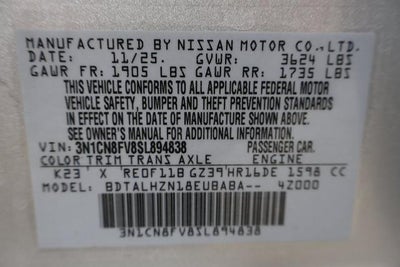 MANUFACTURED BY NISSAN MOTOR CO., LTD.
DATE: 11/25. GVWR: 3624 LBS
GAWR FR: 1905 LBS GAWR RR: 1735 LBS
THIS VEHICLE CONFORMS TO ALL APPLICABLE FEDERAL MOTOR
VEHICLE SAFETY, BUMPER AND THEFT PREVENTION STANDARDS
IN EFFECT ON THE DATE OF MANUFACTURE SHOWN ABOVE.
SEE OWNER'S MANUAL FOR ADDITIONAL INFORMATION.
VIN: 3N1CN8FV8SL894838 PASSENGER CAR.
COLOR TRIM TRANS AXLE ENGINE
K23 X RE0F11B GZ39 HR16DE 1598 CC
MODEL: BDTALHZN18EUBABA-- 4Z000
3N1CN8FV8SL894838